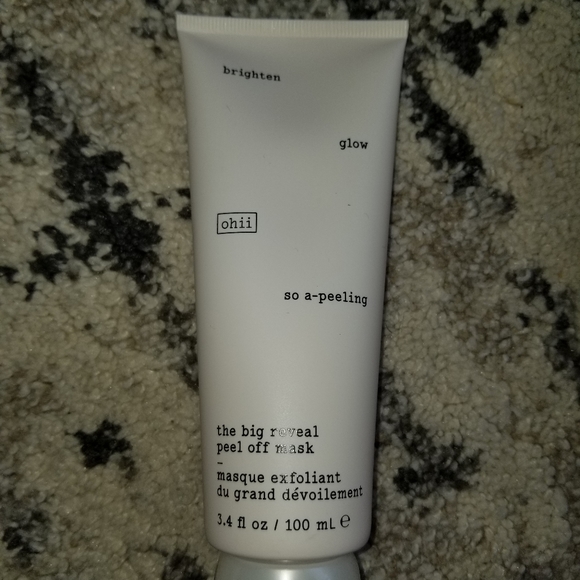 brighten
glow
ohii
so a-peeling
the big reveal
peel off mask
–
masque exfoliant
du grand dévoilement
3.4 fl oz / 100 mL ℮